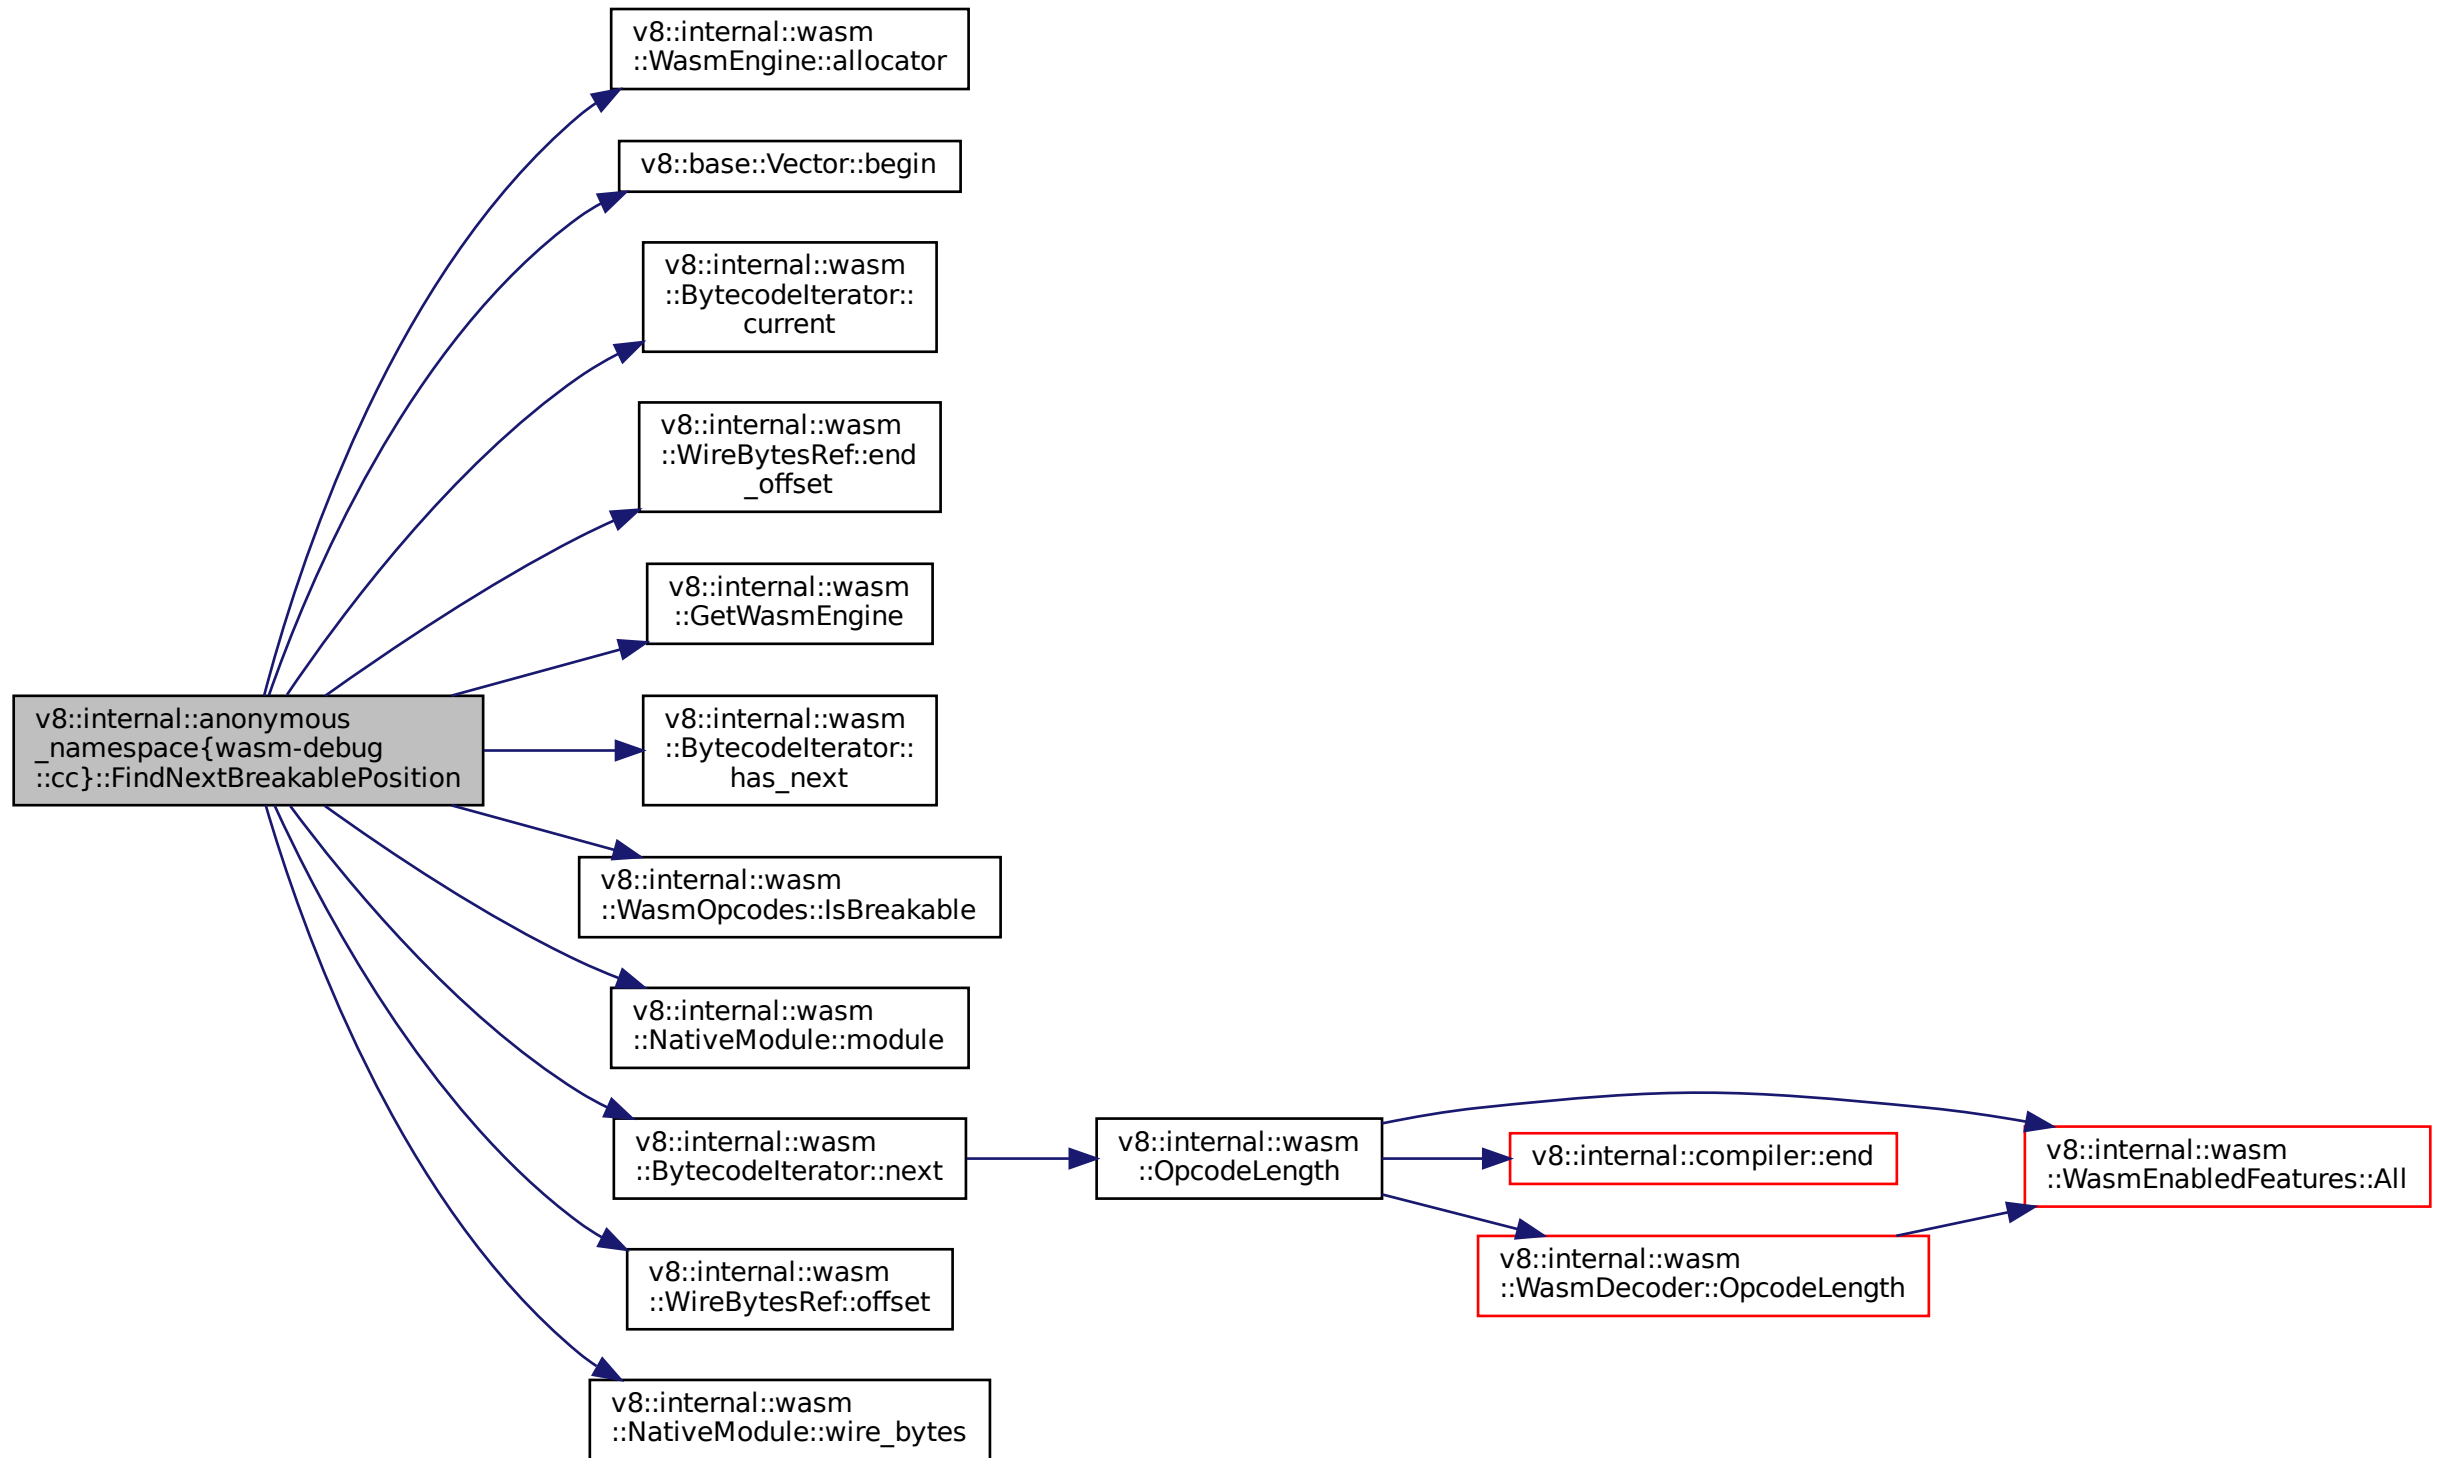 v8::internal::wasm
::WasmEngine::allocator
v8::base::Vector::begin
v8::internal::wasm
::BytecodeIterator::
current
v8::internal::wasm
::WireBytesRef::end
_offset
v8::internal::wasm
::GetWasmEngine
v8::internal::anonymous
_namespace{wasm-debug
::cc}::FindNextBreakablePosition
v8::internal::wasm
::BytecodeIterator::
has_next
v8::internal::wasm
::WasmOpcodes::IsBreakable
v8::internal::wasm
::NativeModule::module
v8::internal::wasm
::BytecodeIterator::next
v8::internal::wasm
::OpcodeLength
v8::internal::compiler::end
v8::internal::wasm
::WasmEnabledFeatures::All
v8::internal::wasm
::WasmDecoder::OpcodeLength
v8::internal::wasm
::WireBytesRef::offset
v8::internal::wasm
::NativeModule::wire_bytes